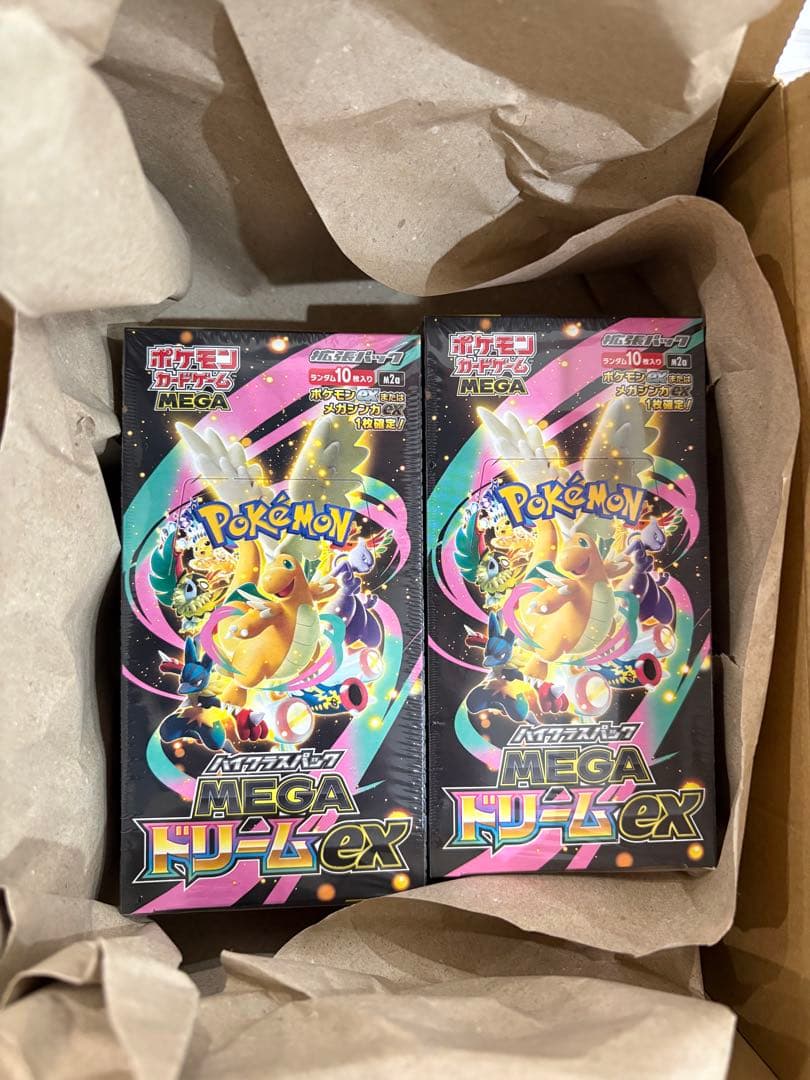 ポケモン
カードゲーム
MEGA
拡張パック
ランダム10枚入り
M2a
ポケモンexまたは
メガシンカex
1枚確定!
POKéMON
ハイクラスパック
MEGA
ドリームex
ポケモン
カードゲーム
MEGA
拡張パック
ランダム10枚入り
M2a
ポケモンexまたは
メガシンカex
1枚確定!
POKéMON
ハイクラスパック
MEGA
ドリームex